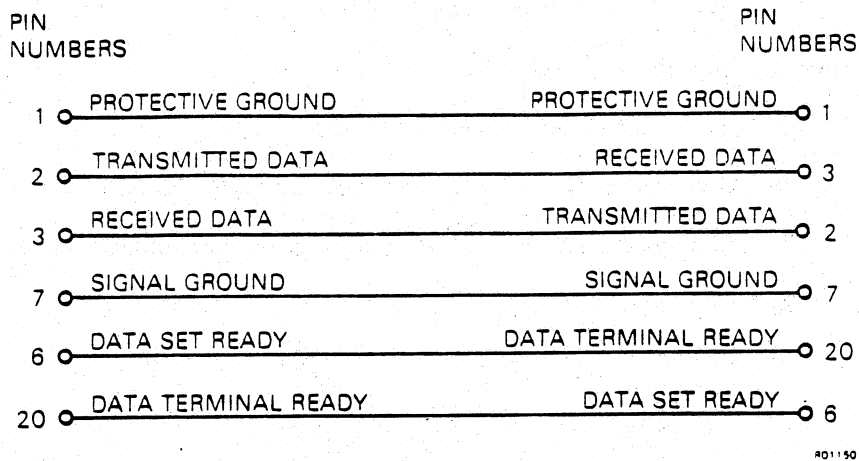 PIN PIN
NUMBERS NUMBERS
1 PROTECTIVE GROUND PROTECTIVE GROUND 1
2 TRANSMITTED DATA RECEIVED DATA 3
3 RECEIVED DATA TRANSMITTED DATA 2
7 SIGNAL GROUND SIGNAL GROUND 7
6 DATA SET READY DATA TERMINAL READY 20
20 DATA TERMINAL READY DATA SET READY 6